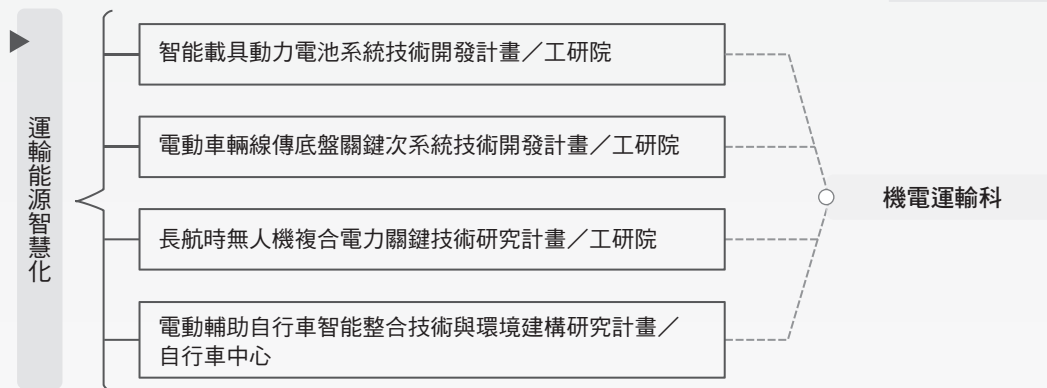 運輸能源智慧化
智能載具動力電池系統技術開發計畫／工研院
電動車輛線傳底盤關鍵次系統技術開發計畫／工研院
長航時無人機複合電力關鍵技術研究計畫／工研院
電動輔助自行車智能整合技術與環境建構研究計畫／
自行車中心
機電運輸科